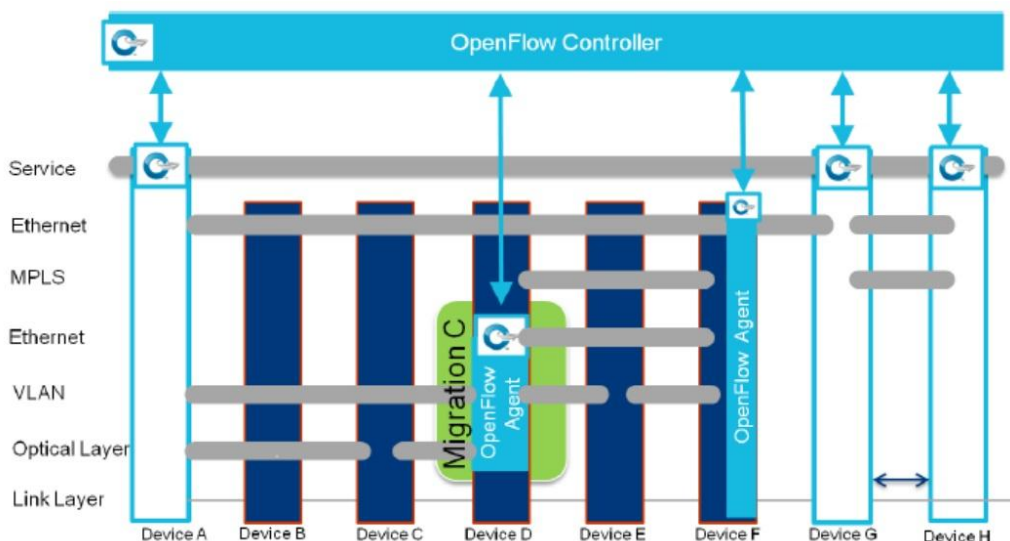 OpenFlow Controller
Service
Ethernet
MPLS
Ethernet
VLAN
Optical Layer
Link Layer
Migration C
OpenFlow
Agent
OpenFlow Agent
Device A
Device B
Device C
Device D
Device E
Device F
Device G
Device H